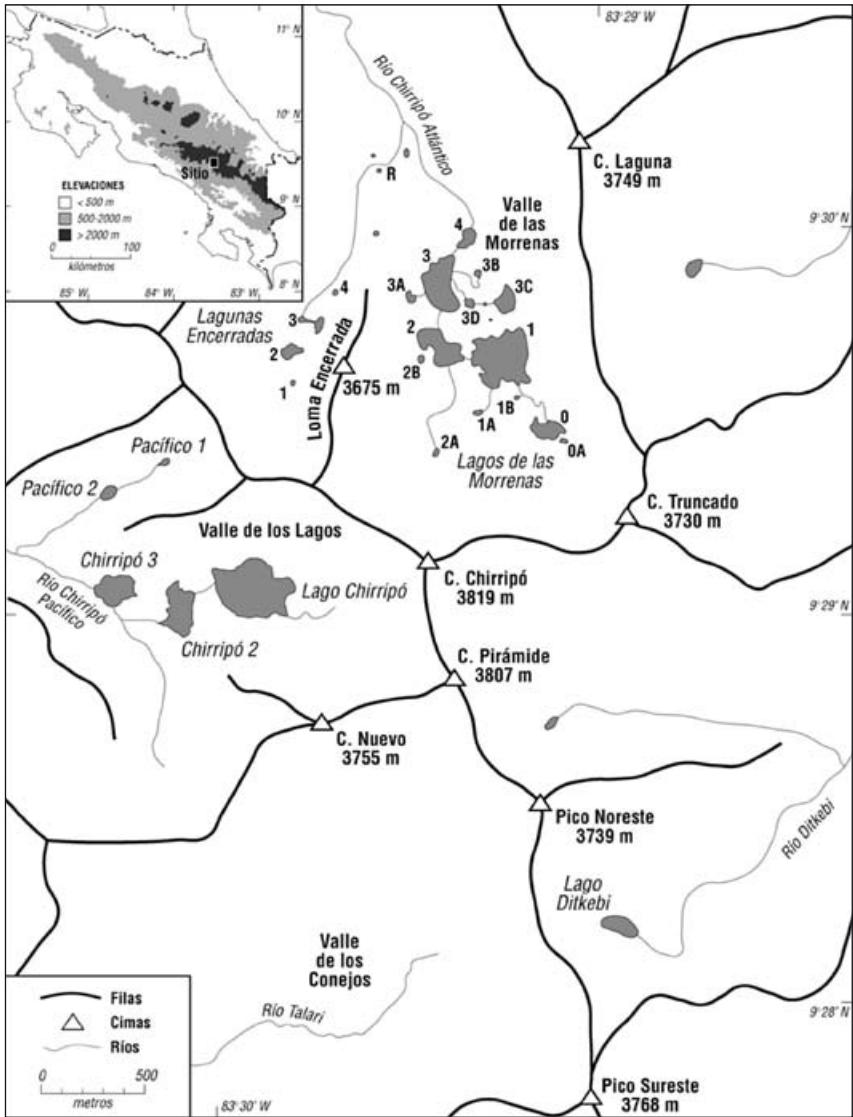 11° N
10° N
9° N
8° N
85° W
84° W
83° W
Sitio
ELEVACIONES
< 500 m
500-2000 m
> 2000 m
0
100
kilómetros
83° 29' W
Río Chirripó
Atlántico
C. Laguna
3749 m
R
Valle
de las
Morrenas
9° 30' N
4
3
3B
3A
3C
3D
4
Lagunas
Encerradas
3
2
1
2
1
2B
Loma Encerrada
3675 m
1B
1A
0
0A
2A
Lagos de las
Morrenas
Pacífico 1
Pacífico 2
C. Truncado
3730 m
Valle de los Lagos
Chirripó 3
Lago Chirripó
C. Chirripó
3819 m
Río Chirripó
Pacífico
Chirripó 2
9° 29' N
C. Pirámide
3807 m
C. Nuevo
3755 m
Pico Noreste
3739 m
Río Ditkebi
Lago
Ditkebi
Valle
de los
Conejos
Río Talari
9° 28' N
Filas
Cimas
Ríos
0
500
metros
83° 30' W
Pico Sureste
3768 m